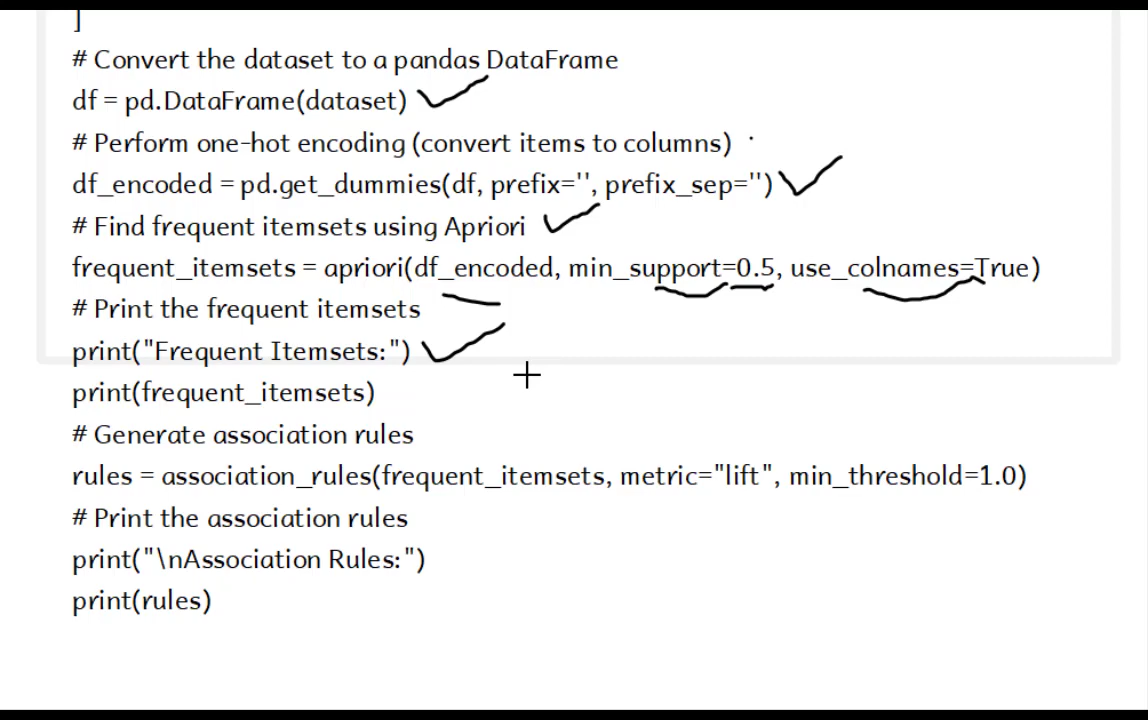 ]
# Convert the dataset to a pandas DataFrame
df = pd.DataFrame(dataset)
# Perform one-hot encoding (convert items to columns)
df_encoded = pd.get_dummies(df, prefix='', prefix_sep='')
# Find frequent itemsets using Apriori
frequent_itemsets = apriori(df_encoded, min_support=0.5, use_colnames=True)
# Print the frequent itemsets
print("Frequent Itemsets:")
print(frequent_itemsets)
# Generate association rules
rules = association_rules(frequent_itemsets, metric="lift", min_threshold=1.0)
# Print the association rules
print("\nAssociation Rules:")
print(rules)